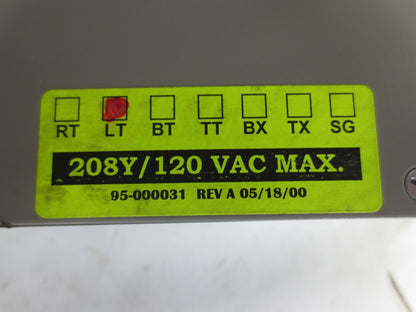 RT LT BT TT BX TX SG
208Y/120 VAC MAX.
95-000031 REV A 05/18/00